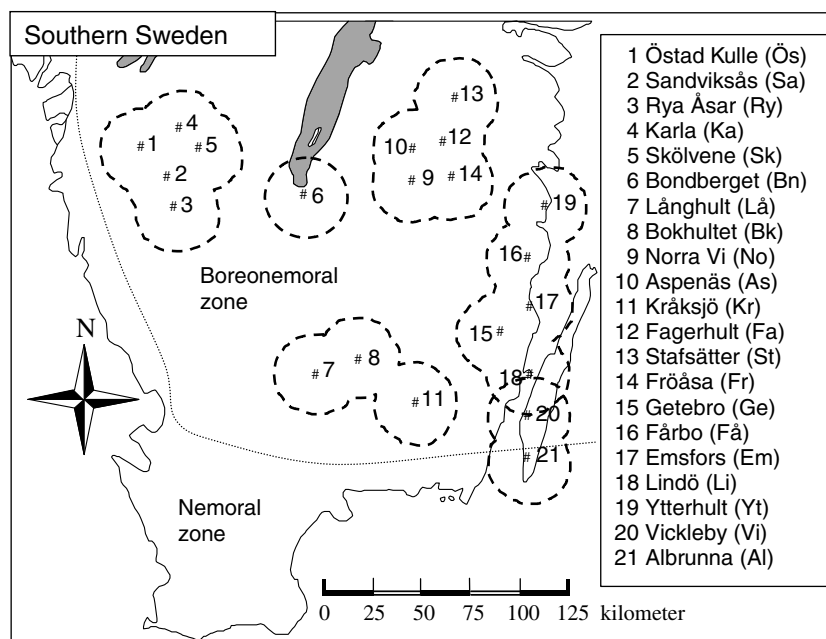 Southern Sweden
1 Östad Kulle (Ös)
2 Sandviksås (Sa)
3 Rya Åsar (Ry)
4 Karla (Ka)
5 Skölvene (Sk)
6 Bondberget (Bn)
7 Långhult (Lå)
8 Bokhultet (Bk)
9 Norra Vi (No)
10 Aspenäs (As)
11 Kråksjö (Kr)
12 Fagerhult (Fa)
13 Stafsätter (St)
14 Fröåsa (Fr)
15 Getebro (Ge)
16 Fårbo (Få)
17 Emsfors (Em)
18 Lindö (Li)
19 Ytterhult (Yt)
20 Vickleby (Vi)
21 Albrunna (Al)
# 13
# 4
# 1
# 5
10 #
# 12
# 2
# 9
# 14
# 6
# 3
# 19
16 #
Boreonemoral
zone
# 17
15 #
N
# 8
# 7
18 #
# 11
# 20
# 21
Nemoral
zone
0 25 50 75 100 125 kilometer